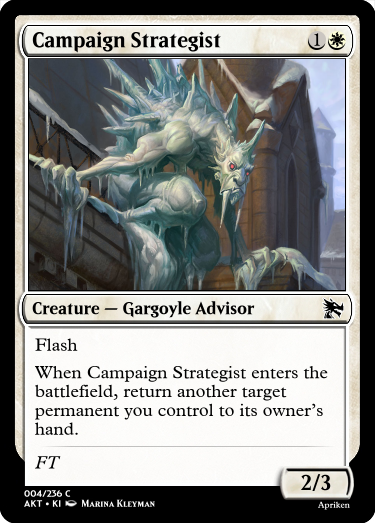 Campaign Strategist 1
Creature — Gargoyle Advisor
Flash
When Campaign Strategist enters the
battlefield, return another target
permanent you control to its owner's
hand.
FT
2/3
004/236 C
AKT • KI Marina Kleyman
Apriken